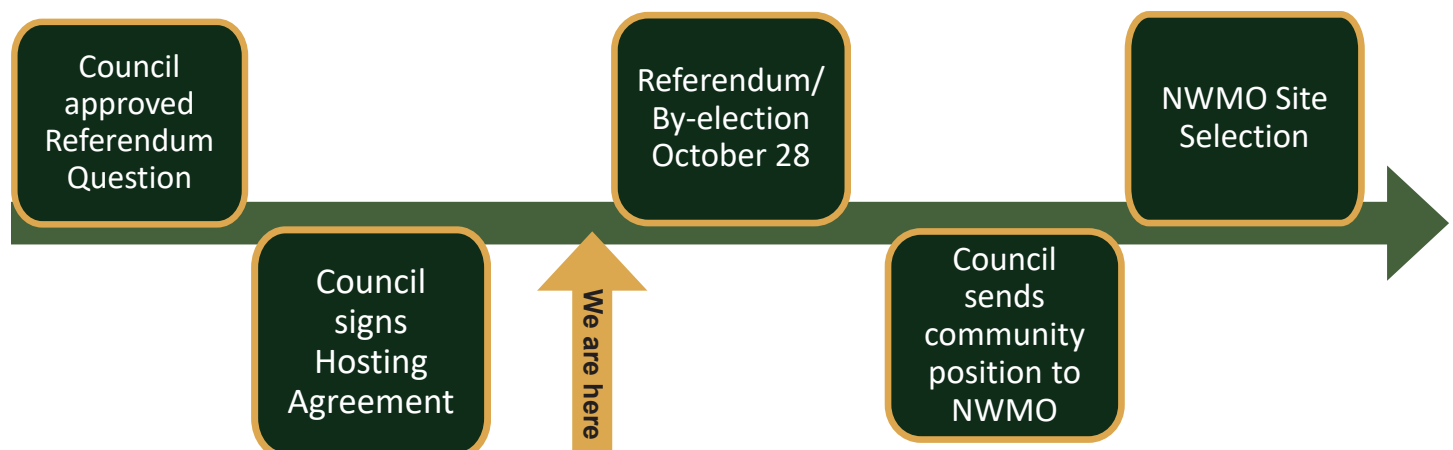 Council
approved
Referendum
Question
Council
signs
Hosting
Agreement
We are here
Referendum/
By-election
October 28
Council
sends
community
position to
NWMO
NWMO Site
Selection